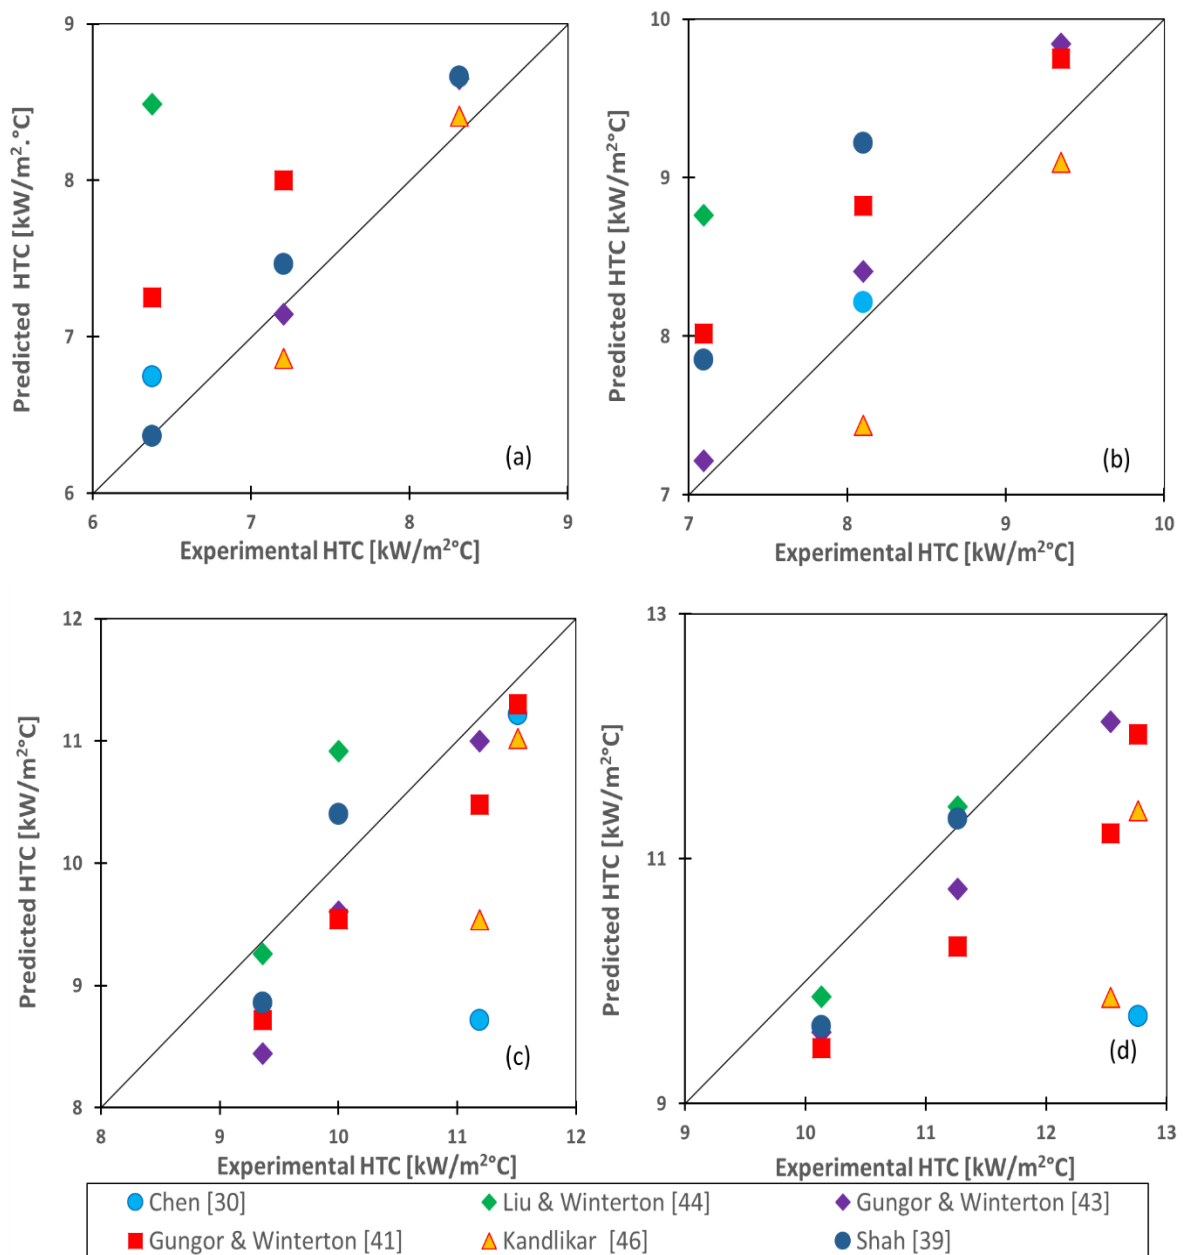 9
8
7
6
6
7
8
9
Predicted HTC [kW/m²·°C]
Experimental HTC [kW/m²°C]
(a)
10
9
8
7
7
8
9
10
Predicted HTC [kW/m²°C]
Experimental HTC [kW/m²°C]
(b)
12
11
10
9
8
8
9
10
11
12
Predicted HTC [kW/m²°C]
Experimental HTC [kW/m²°C]
(c)
13
11
9
9
10
11
12
13
Predicted HTC [kW/m²°C]
Experimental HTC [kW/m²°C]
(d)
Chen [30] Liu & Winterton [44] Gungor & Winterton [43]
Gungor & Winterton [41] Kandlikar [46] Shah [39]